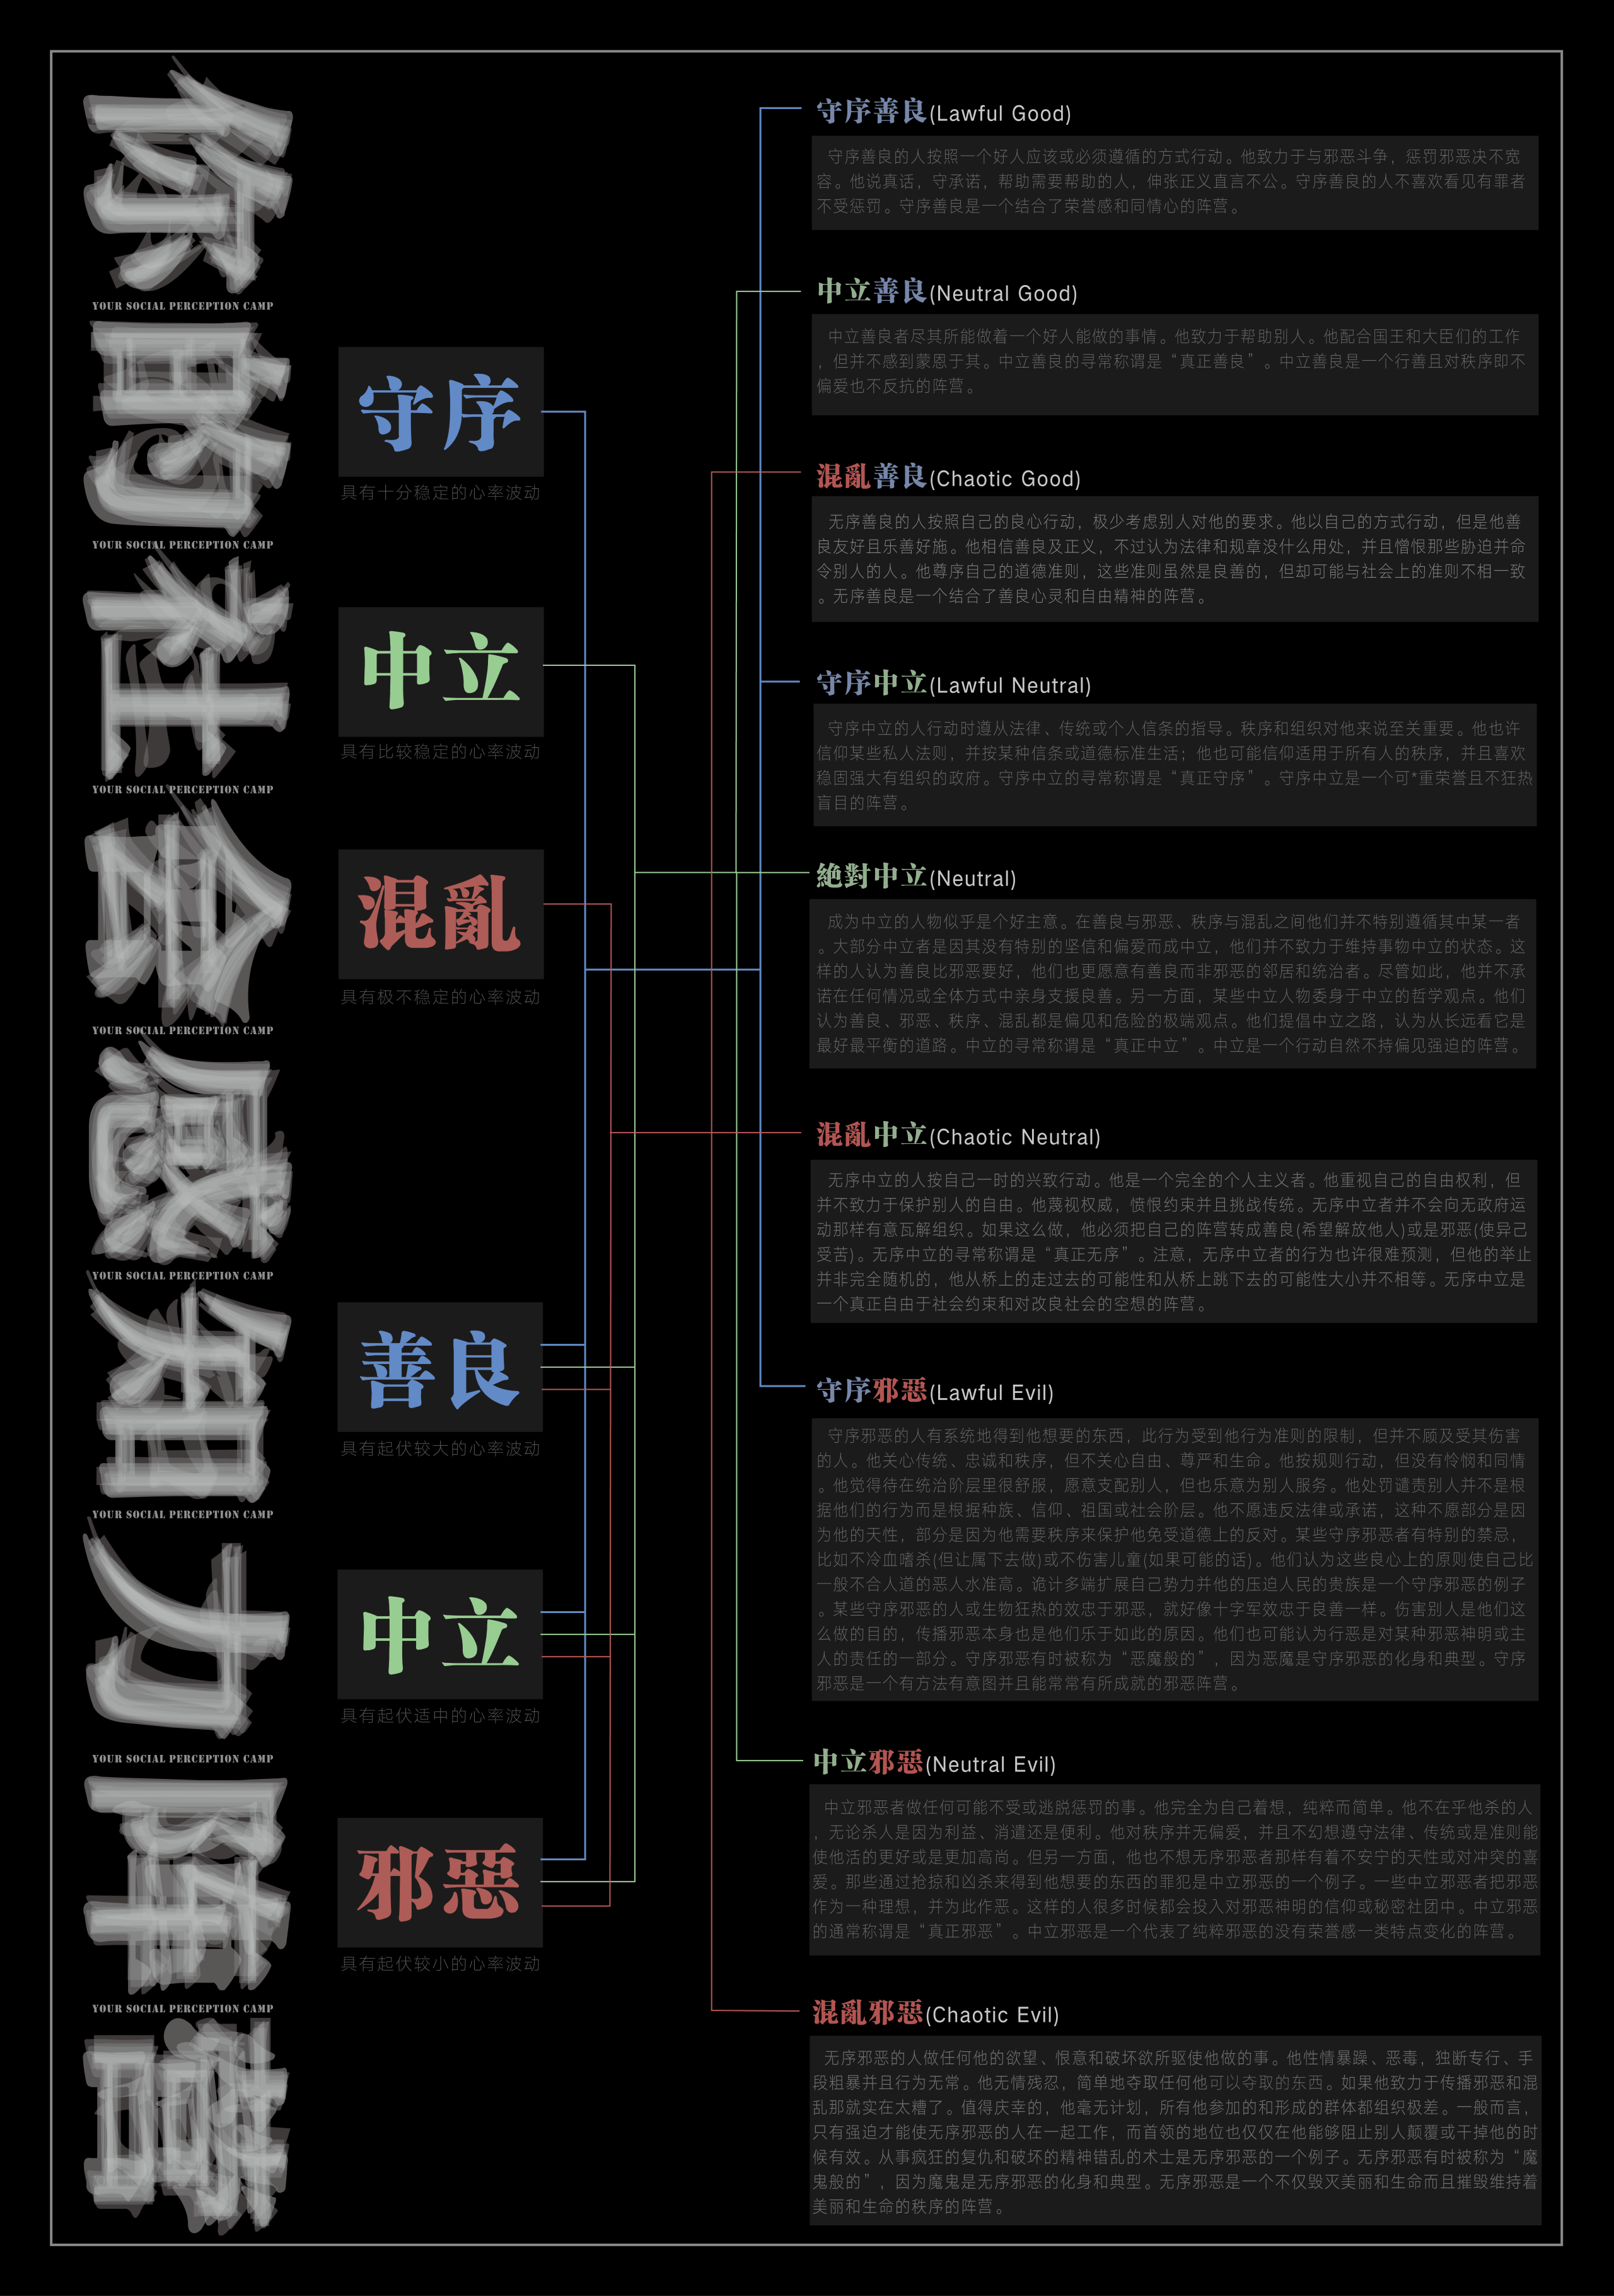 你
YOUR SOCIAL PERCEPTION CAMP
的
YOUR SOCIAL PERCEPTION CAMP
社
YOUR SOCIAL PERCEPTION CAMP
会
YOUR SOCIAL PERCEPTION CAMP
感
YOUR SOCIAL PERCEPTION CAMP
知
YOUR SOCIAL PERCEPTION CAMP
力
YOUR SOCIAL PERCEPTION CAMP
阵
YOUR SOCIAL PERCEPTION CAMP
营
守序
具有十分稳定的心率波动
中立
具有比较稳定的心率波动
混亂
具有极不稳定的心率波动
善良
具有起伏较大的心率波动
中立
具有起伏适中的心率波动
邪惡
具有起伏较小的心率波动
守序善良(Lawful Good)
守序善良的人按照一个好人应该或必须遵循的方式行动。他致力于与邪恶斗争，惩罚邪恶决不宽
容。他说真话，守承诺，帮助需要帮助的人，伸张正义直言不公。守序善良的人不喜欢看见有罪者
不受惩罚。守序善良是一个结合了荣誉感和同情心的阵营。
中立善良(Neutral Good)
中立善良者尽其所能做着一个好人能做的事情。他致力于帮助别人。他配合国王和大臣们的工作
，但并不感到蒙恩于其。中立善良的寻常称谓是“真正善良”。中立善良是一个行善且对秩序即不
偏爱也不反抗的阵营。
混亂善良(Chaotic Good)
无序善良的人按照自己的良心行动，极少考虑别人对他的要求。他以自己的方式行动，但是他善
良友好且乐善好施。他相信善良及正义，不过认为法律和规章没什么用处，并且憎恨那些胁迫并命
令别人的人。他尊序自己的道德准则，这些准则虽然是良善的，但却可能与社会上的准则不相一致
。无序善良是一个结合了善良心灵和自由精神的阵营。
守序中立(Lawful Neutral)
守序中立的人行动时遵从法律、传统或个人信条的指导。秩序和组织对他来说至关重要。他也许
信仰某些私人法则，并按某种信条或道德标准生活；他也可能信仰适用于所有人的秩序，并且喜欢
稳固强大有组织的政府。守序中立的寻常称谓是“真正守序”。守序中立是一个可*重荣誉且不狂热
盲目的阵营。
絕對中立(Neutral)
成为中立的人物似乎是个好主意。在善良与邪恶、秩序与混乱之间他们并不特别遵循其中某一者
。大部分中立者是因其没有特别的坚信和偏爱而成中立，他们并不致力于维持事物中立的状态。这
样的人认为善良比邪恶要好，他们也更愿意有善良而非邪恶的邻居和统治者。尽管如此，他并不承
诺在任何情况或全体方式中亲身支援良善。另一方面，某些中立人物委身于中立的哲学观点。他们
认为善良、邪恶、秩序、混乱都是偏见和危险的极端观点。他们提倡中立之路，认为从长远看它是
最好最平衡的道路。中立的寻常称谓是“真正中立”。中立是一个行动自然不持偏见强迫的阵营。
混亂中立(Chaotic Neutral)
无序中立的人按自己一时的兴致行动。他是一个完全的个人主义者。他重视自己的自由权利，但
并不致力于保护别人的自由。他蔑视权威，愤恨约束并且挑战传统。无序中立者并不会向无政府运
动那样有意瓦解组织。如果这么做，他必须把自己的阵营转成善良(希望解放他人)或是邪恶(使异己
受苦)。无序中立的寻常称谓是“真正无序”。注意，无序中立者的行为也许很难预测，但他的举止
并非完全随机的，他从桥上的走过去的可能性和从桥上跳下去的可能性大小并不相等。无序中立是
一个真正自由于社会约束和对改良社会的空想的阵营。
守序邪惡(Lawful Evil)
守序邪恶的人有系统地得到他想要的东西，此行为受到他行为准则的限制，但并不顾及受其伤害
的人。他关心传统、忠诚和秩序，但不关心自由、尊严和生命。他按规则行动，但没有怜悯和同情
。他觉得待在统治阶层里很舒服，愿意支配别人，但也乐意为别人服务。他处罚谴责别人并不是根
据他们的行为而是根据种族、信仰、祖国或社会阶层。他不愿违反法律或承诺，这种不愿部分是因
为他的天性，部分是因为他需要秩序来保护他免受道德上的反对。某些守序邪恶者有特别的禁忌，
比如不冷血嗜杀(但让属下去做)或不伤害儿童(如果可能的话)。他们认为这些良心上的原则使自己比
一般不合人道的恶人水准高。诡计多端扩展自己势力并他的压迫人民的贵族是一个守序邪恶的例子
。某些守序邪恶的人或生物狂热的效忠于邪恶，就好像十字军效忠于良善一样。伤害别人是他们这
么做的目的，传播邪恶本身也是他们乐于如此的原因。他们也可能认为行恶是对某种邪恶神明或主
人的责任的一部分。守序邪恶有时被称为“恶魔般的”，因为恶魔是守序邪恶的化身和典型。守序
邪恶是一个有方法有意图并且能常常有所成就的邪恶阵营。
中立邪惡(Neutral Evil)
中立邪恶者做任何可能不受或逃脱惩罚的事。他完全为自己着想，纯粹而简单。他不在乎他杀的人
，无论杀人是因为利益、消遣还是便利。他对秩序并无偏爱，并且不幻想遵守法律、传统或是准则能
使他活的更好或是更加高尚。但另一方面，他也不想无序邪恶者那样有着不安宁的天性或对冲突的喜
爱。那些通过抢掠和凶杀来得到他想要的东西的罪犯是中立邪恶的一个例子。一些中立邪恶者把邪恶
作为一种理想，并为此作恶。这样的人很多时候都会投入对邪恶神明的信仰或秘密社团中。中立邪恶
的通常称谓是“真正邪恶”。中立邪恶是一个代表了纯粹邪恶的没有荣誉感一类特点变化的阵营。
混亂邪惡(Chaotic Evil)
无序邪恶的人做任何他的欲望、恨意和破坏欲所驱使他做的事。他性情暴躁、恶毒，独断专行、手
段粗暴并且行为无常。他无情残忍，简单地夺取任何他可以夺取的东西。如果他致力于传播邪恶和混
乱那就实在太糟了。值得庆幸的，他毫无计划，所有他参加的和形成的群体都组织极差。一般而言，
只有强迫才能使无序邪恶的人在一起工作，而首领的地位也仅仅在他能够阻止别人颠覆或干掉他的时
候有效。从事疯狂的复仇和破坏的精神错乱的术士是无序邪恶的一个例子。无序邪恶有时被称为“魔
鬼般的”，因为魔鬼是无序邪恶的化身和典型。无序邪恶是一个不仅毁灭美丽和生命而且摧毁维持着
美丽和生命的秩序的阵营。